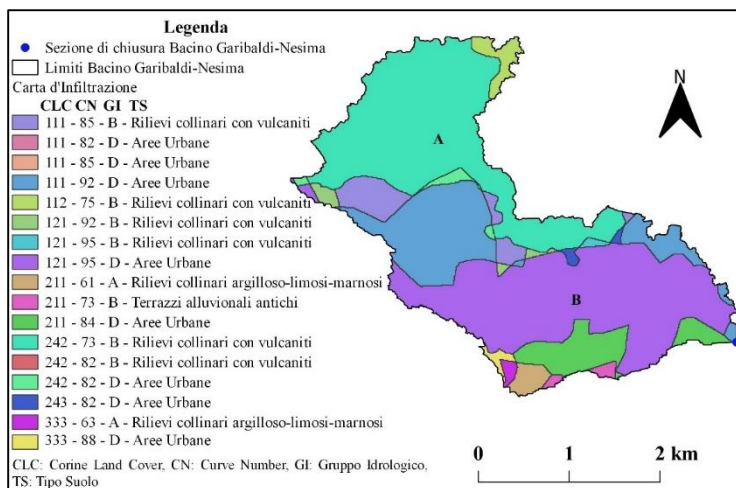 Legenda
Sezione di chiusura Bacino Garibaldi-Nesima
Limiti Bacino Garibaldi-Nesima
Carta d'Infiltrazione
CLC CN GI TS
111 - 85 - B - Rilievi collinari con vulcaniti
111 - 82 - D - Aree Urbane
111 - 85 - D - Aree Urbane
111 - 92 - D - Aree Urbane
112 - 75 - B - Rilievi collinari con vulcaniti
121 - 92 - B - Rilievi collinari con vulcaniti
121 - 95 - B - Rilievi collinari con vulcaniti
121 - 95 - D - Aree Urbane
211 - 61 - A - Rilievi collinari argilloso-limosi-marnosi
211 - 73 - B - Terrazzi alluvionali antichi
211 - 84 - D - Aree Urbane
242 - 73 - B - Rilievi collinari con vulcaniti
242 - 82 - B - Rilievi collinari con vulcaniti
242 - 82 - D - Aree Urbane
243 - 82 - D - Aree Urbane
333 - 63 - A - Rilievi collinari argilloso-limosi-marnosi
333 - 88 - D - Aree Urbane
CLC: Corine Land Cover, CN: Curve Number, GI: Gruppo Idrologico,
TS: Tipo Suolo
N
A
B
0 1 2 km